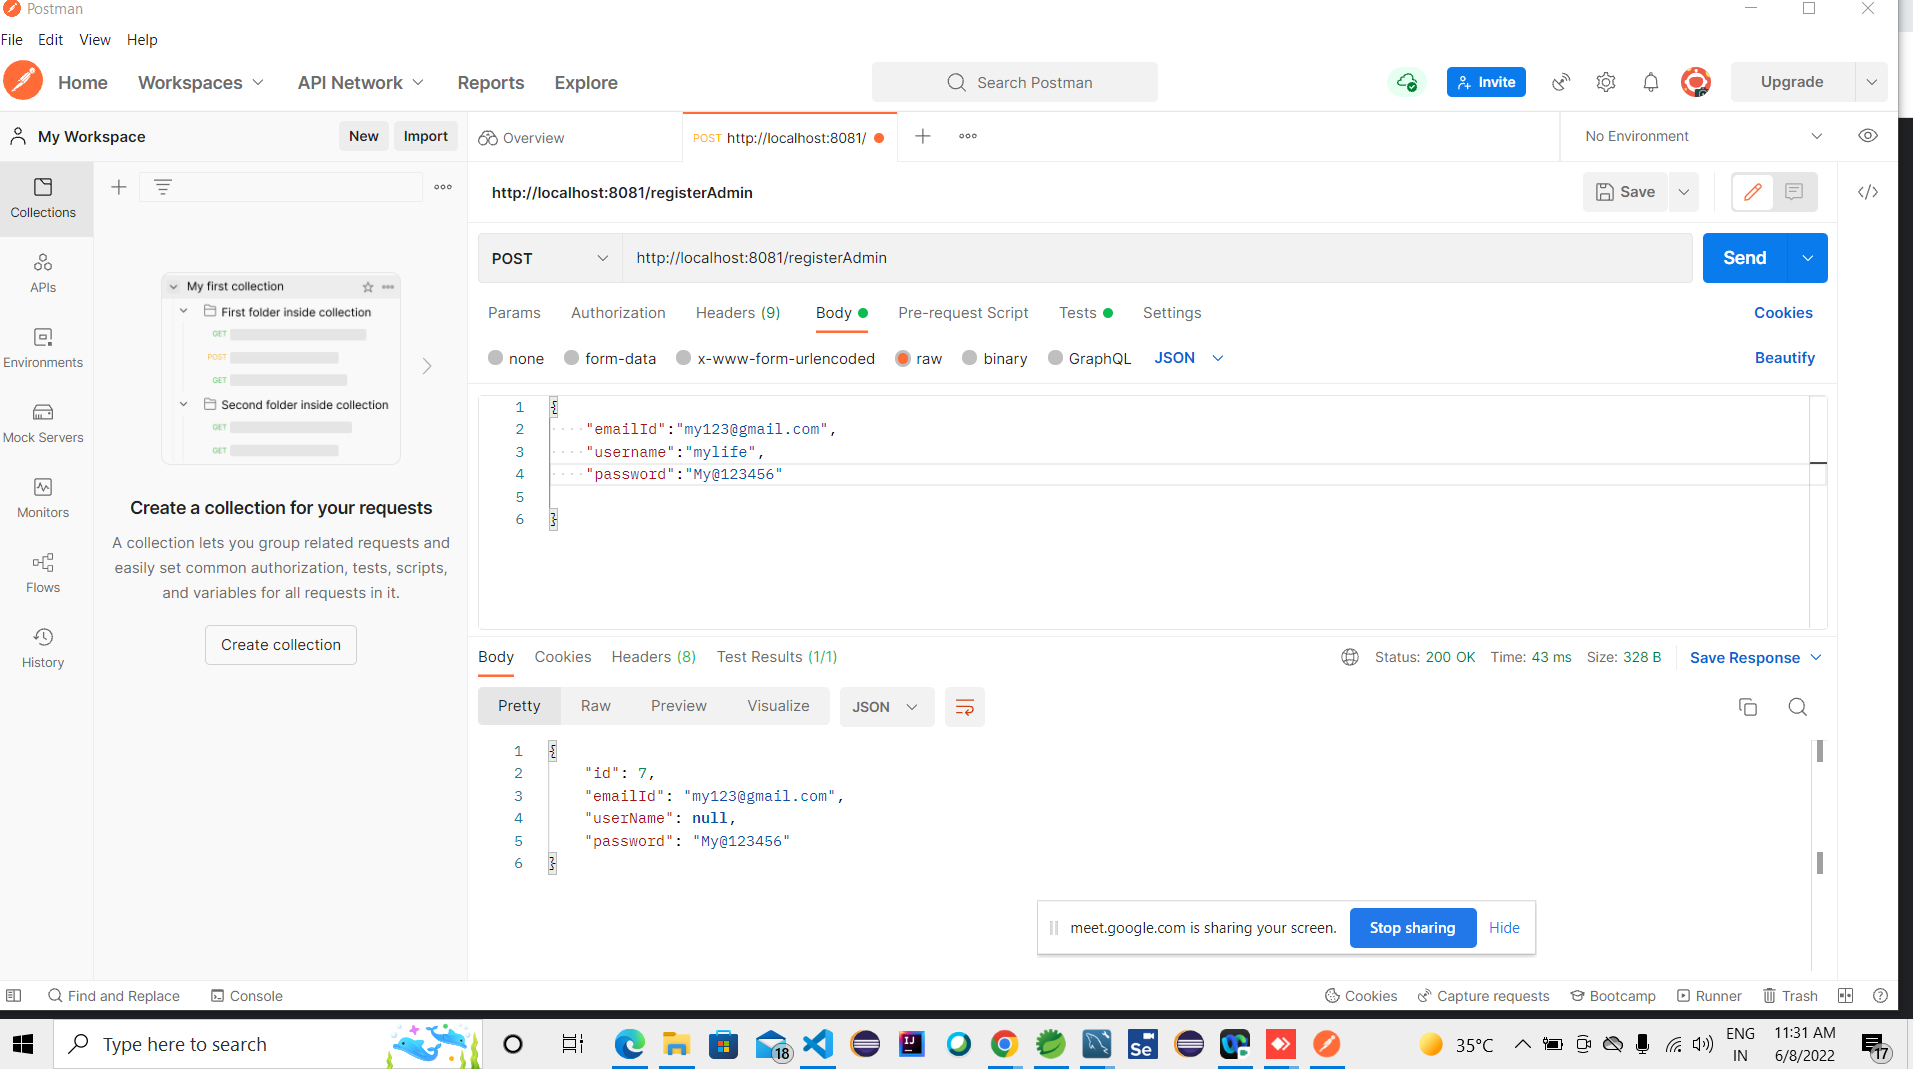 Postman
File Edit View Help
Home Workspaces API Network Reports Explore Search Postman Invite Upgrade
My Workspace New Import Overview POST http://localhost:8081/ No Environment
Collections
APIs
Environments
Mock Servers
Monitors
Flows
History
My first collection
First folder inside collection
GET
POST
GET
Second folder inside collection
GET
GET
Create a collection for your requests
A collection lets you group related requests and
easily set common authorization, tests, scripts,
and variables for all requests in it.
Create collection
http://localhost:8081/registerAdmin Save
POST http://localhost:8081/registerAdmin Send
Params Authorization Headers (9) Body Pre-request Script Tests Settings Cookies
none form-data x-www-form-urlencoded raw binary GraphQL JSON Beautify
1 {
2 "emailId":"my123@gmail.com",
3 "username":"mylife",
4 "password":"My@123456"
5
6 }
Body Cookies Headers (8) Test Results (1/1) Status: 200 OK Time: 43 ms Size: 328 B Save Response
Pretty Raw Preview Visualize JSON
1 {
2 "id": 7,
3 "emailId": "my123@gmail.com",
4 "userName": null,
5 "password": "My@123456"
6 }
meet.google.com is sharing your screen. Stop sharing Hide
Find and Replace Console Cookies Capture requests Bootcamp Runner Trash
Type here to search 18 IJ Se 35°C ENG 11:31 AM
IN 6/8/2022 17